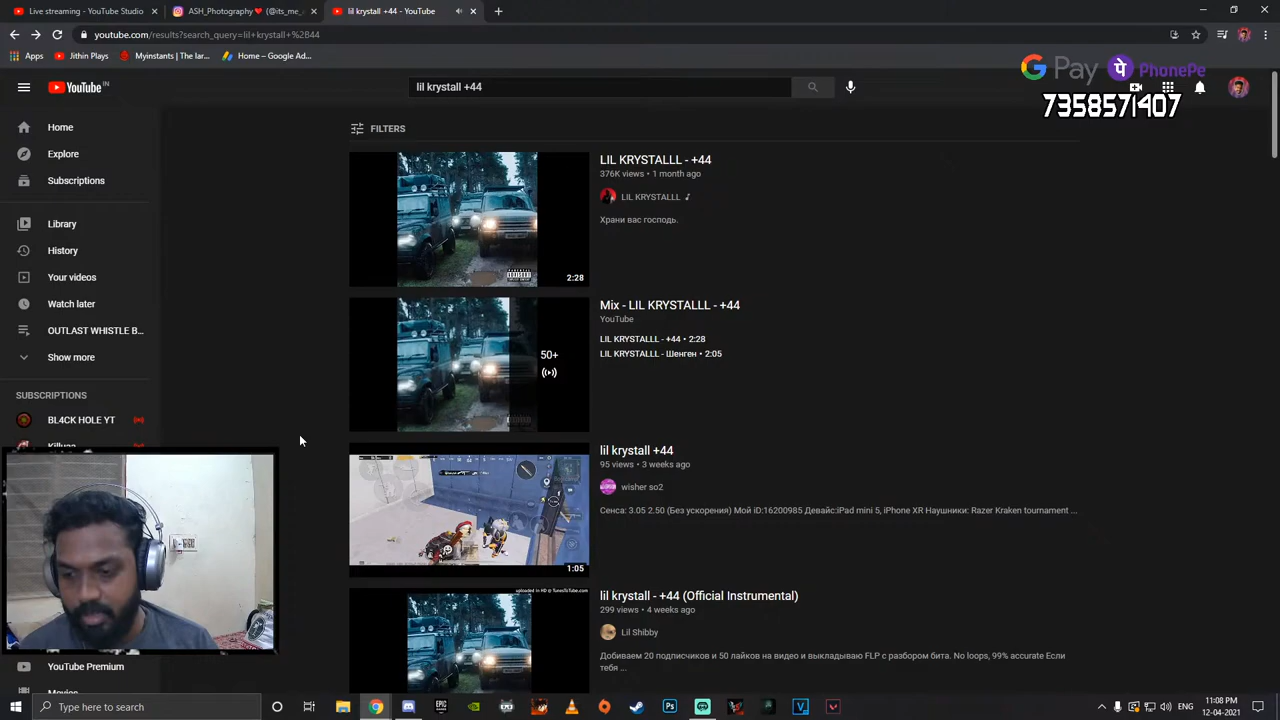 Live streaming - YouTube Studio
ASH_Photography❤️ (@its_me_
lil krystall +44 - YouTube
youtube.com/results?search_query=lil+krystall+%2B44
Apps
Jithin Plays
Myinstants | The lar...
Home – Google Ad...
G Pay
PhonePe
7358571407
YouTube IN
lil krystall +44
Home
Explore
Subscriptions
Library
History
Your videos
Watch later
OUTLAST WHISTLE B...
Show more
SUBSCRIPTIONS
BL4CK HOLE YT
Killuaa
YouTube Premium
Movies
FILTERS
2:28
LIL KRYSTALLL - +44
376K views • 1 month ago
LIL KRYSTALLL ♪
Храни вас господь.
50+
Mix - LIL KRYSTALLL - +44
YouTube
LIL KRYSTALLL - +44 • 2:28
LIL KRYSTALLL - Шенген • 2:05
1:05
lil krystall +44
95 views • 3 weeks ago
wisher so2
Сенса: 3.05 2.50 (Без ускорения) Мой iD:16200985 Девайс:iPad mini 5, iPhone XR Наушники: Razer Kraken tournament ...
uploaded in HD @ TunesToTube.com
lil krystall - +44 (Official Instrumental)
299 views • 4 weeks ago
Lil Shibby
Добиваем 20 подписчиков и 50 лайков на видео и выкладываю FLP с разбором бита. No loops, 99% accurate Если
тебя ...
Type here to search
11:08 PM
12-04-2021